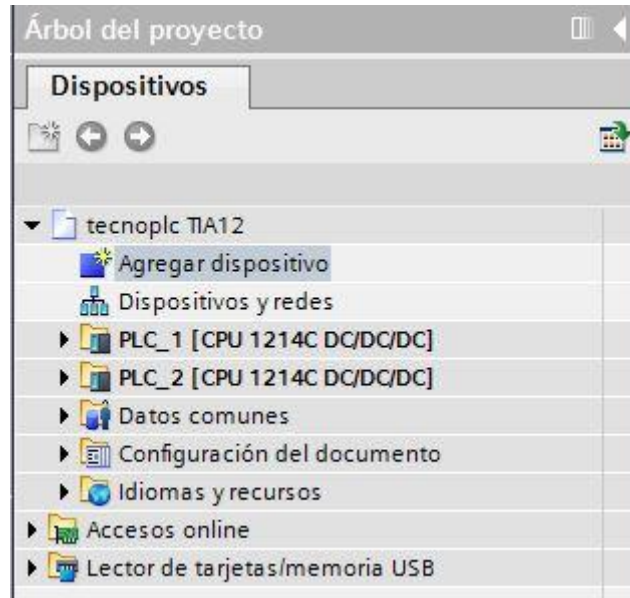 Árbol del proyecto
Dispositivos
tecnoplc TIA12
Agregar dispositivo
Dispositivos y redes
PLC_1 [CPU 1214C DC/DC/DC]
PLC_2 [CPU 1214C DC/DC/DC]
Datos comunes
Configuración del documento
Idiomas y recursos
Accesos online
Lector de tarjetas/memoria USB